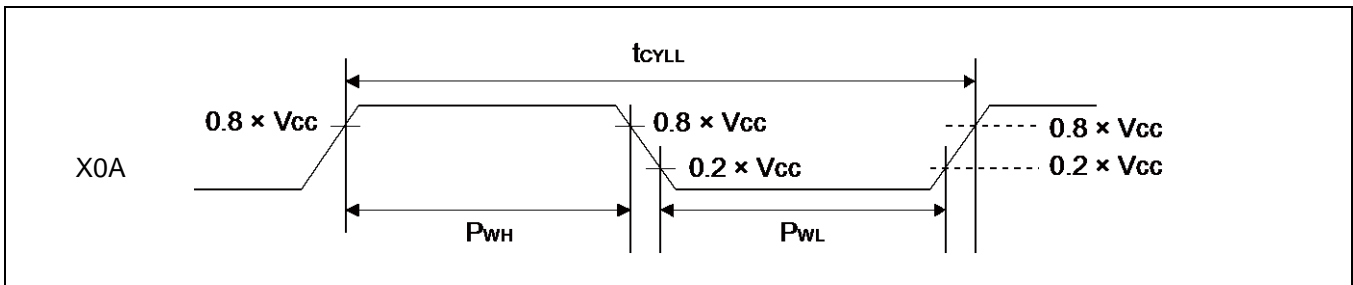 tCYLL
0.8 × Vcc
0.8 × Vcc
0.8 × Vcc
X0A
0.2 × Vcc
0.2 × Vcc
PWH
PWL